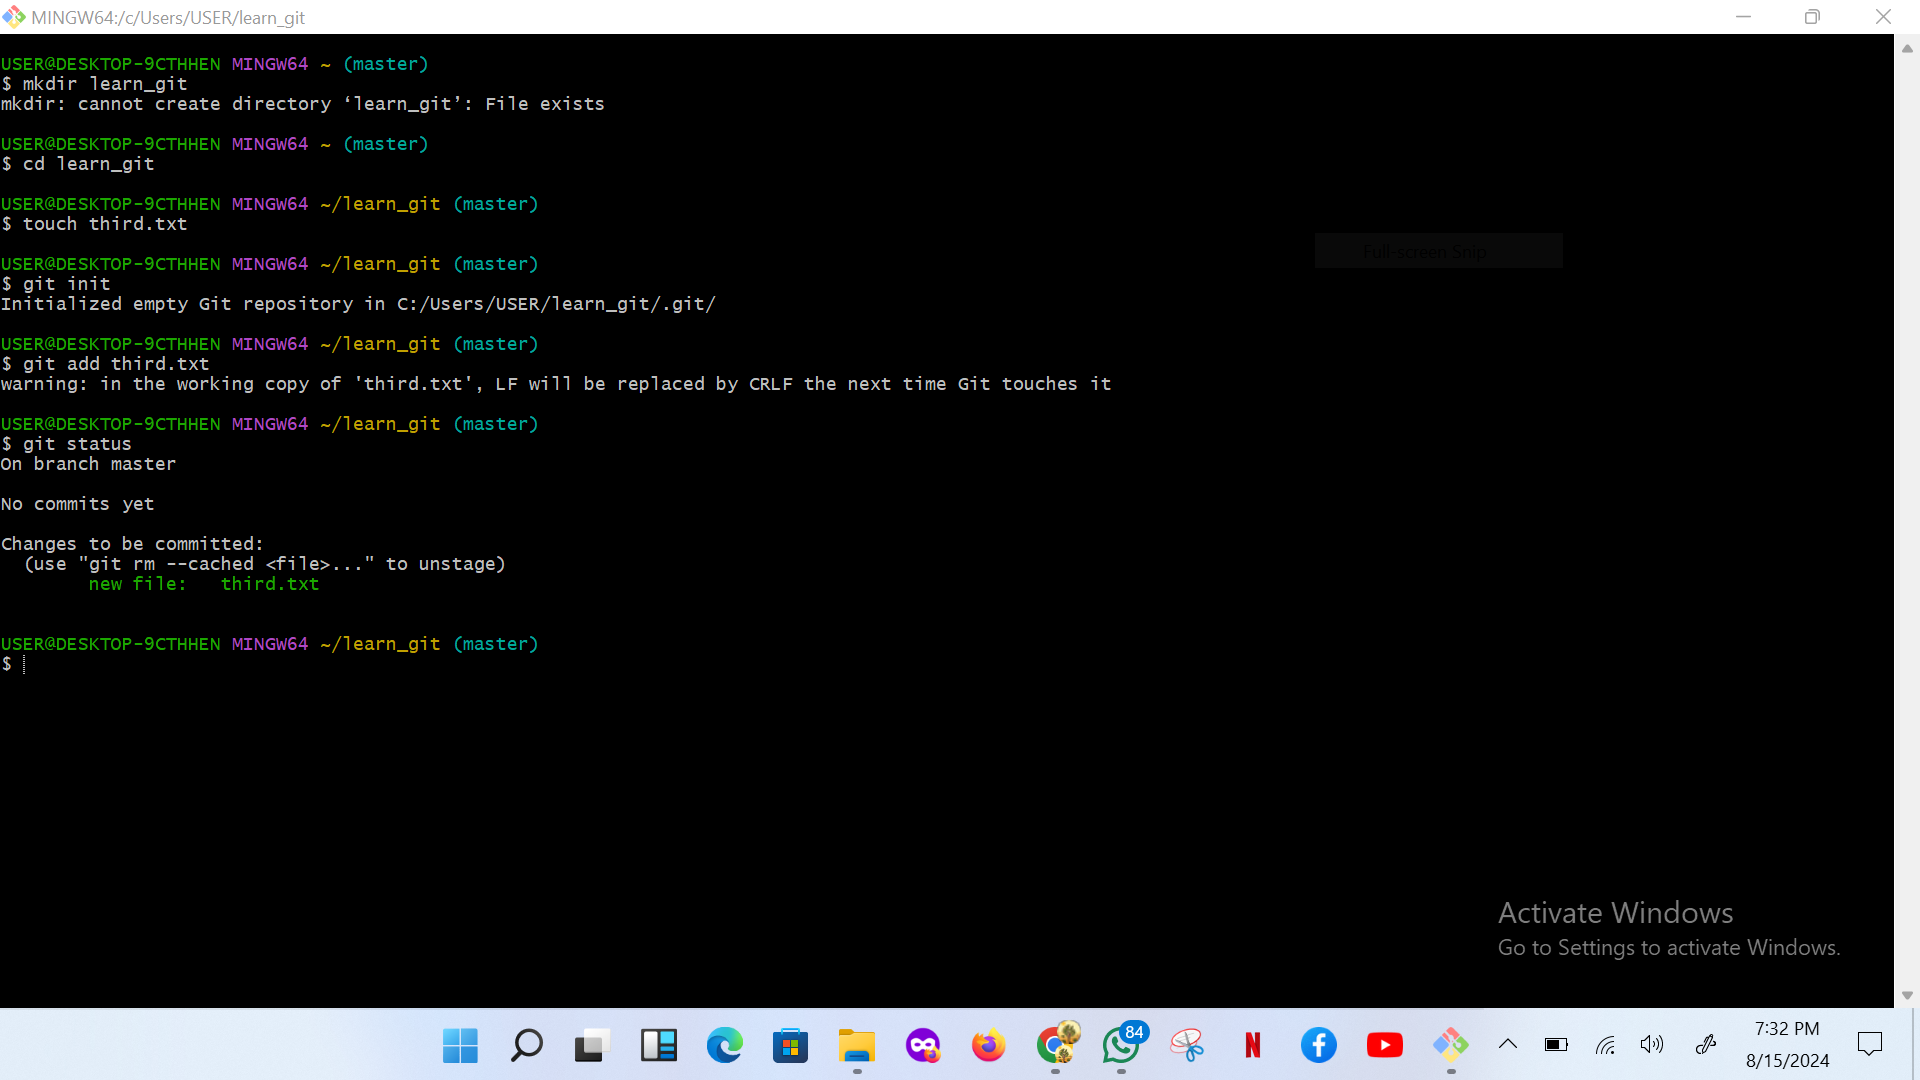 MINGW64:/c/Users/USER/learn_git
USER@DESKTOP-9CTHHEN MINGW64 ~ (master)
$ mkdir learn_git
mkdir: cannot create directory ‘learn_git’: File exists
USER@DESKTOP-9CTHHEN MINGW64 ~ (master)
$ cd learn_git
USER@DESKTOP-9CTHHEN MINGW64 ~/learn_git (master)
$ touch third.txt
USER@DESKTOP-9CTHHEN MINGW64 ~/learn_git (master)
$ git init
Initialized empty Git repository in C:/Users/USER/learn_git/.git/
USER@DESKTOP-9CTHHEN MINGW64 ~/learn_git (master)
$ git add third.txt
warning: in the working copy of 'third.txt', LF will be replaced by CRLF the next time Git touches it
USER@DESKTOP-9CTHHEN MINGW64 ~/learn_git (master)
$ git status
On branch master
No commits yet
Changes to be committed:
(use "git rm --cached <file>..." to unstage)
new file:   third.txt
USER@DESKTOP-9CTHHEN MINGW64 ~/learn_git (master)
$
Full-screen Snip
Activate Windows
Go to Settings to activate Windows.
84
N
7:32 PM
8/15/2024